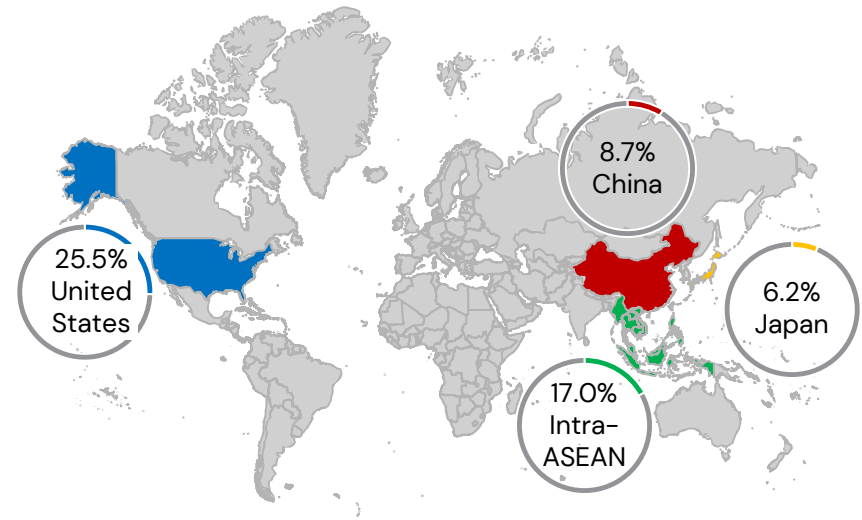 8.7%
China
25.5%
United
States
6.2%
Japan
17.0%
Intra-
ASEAN